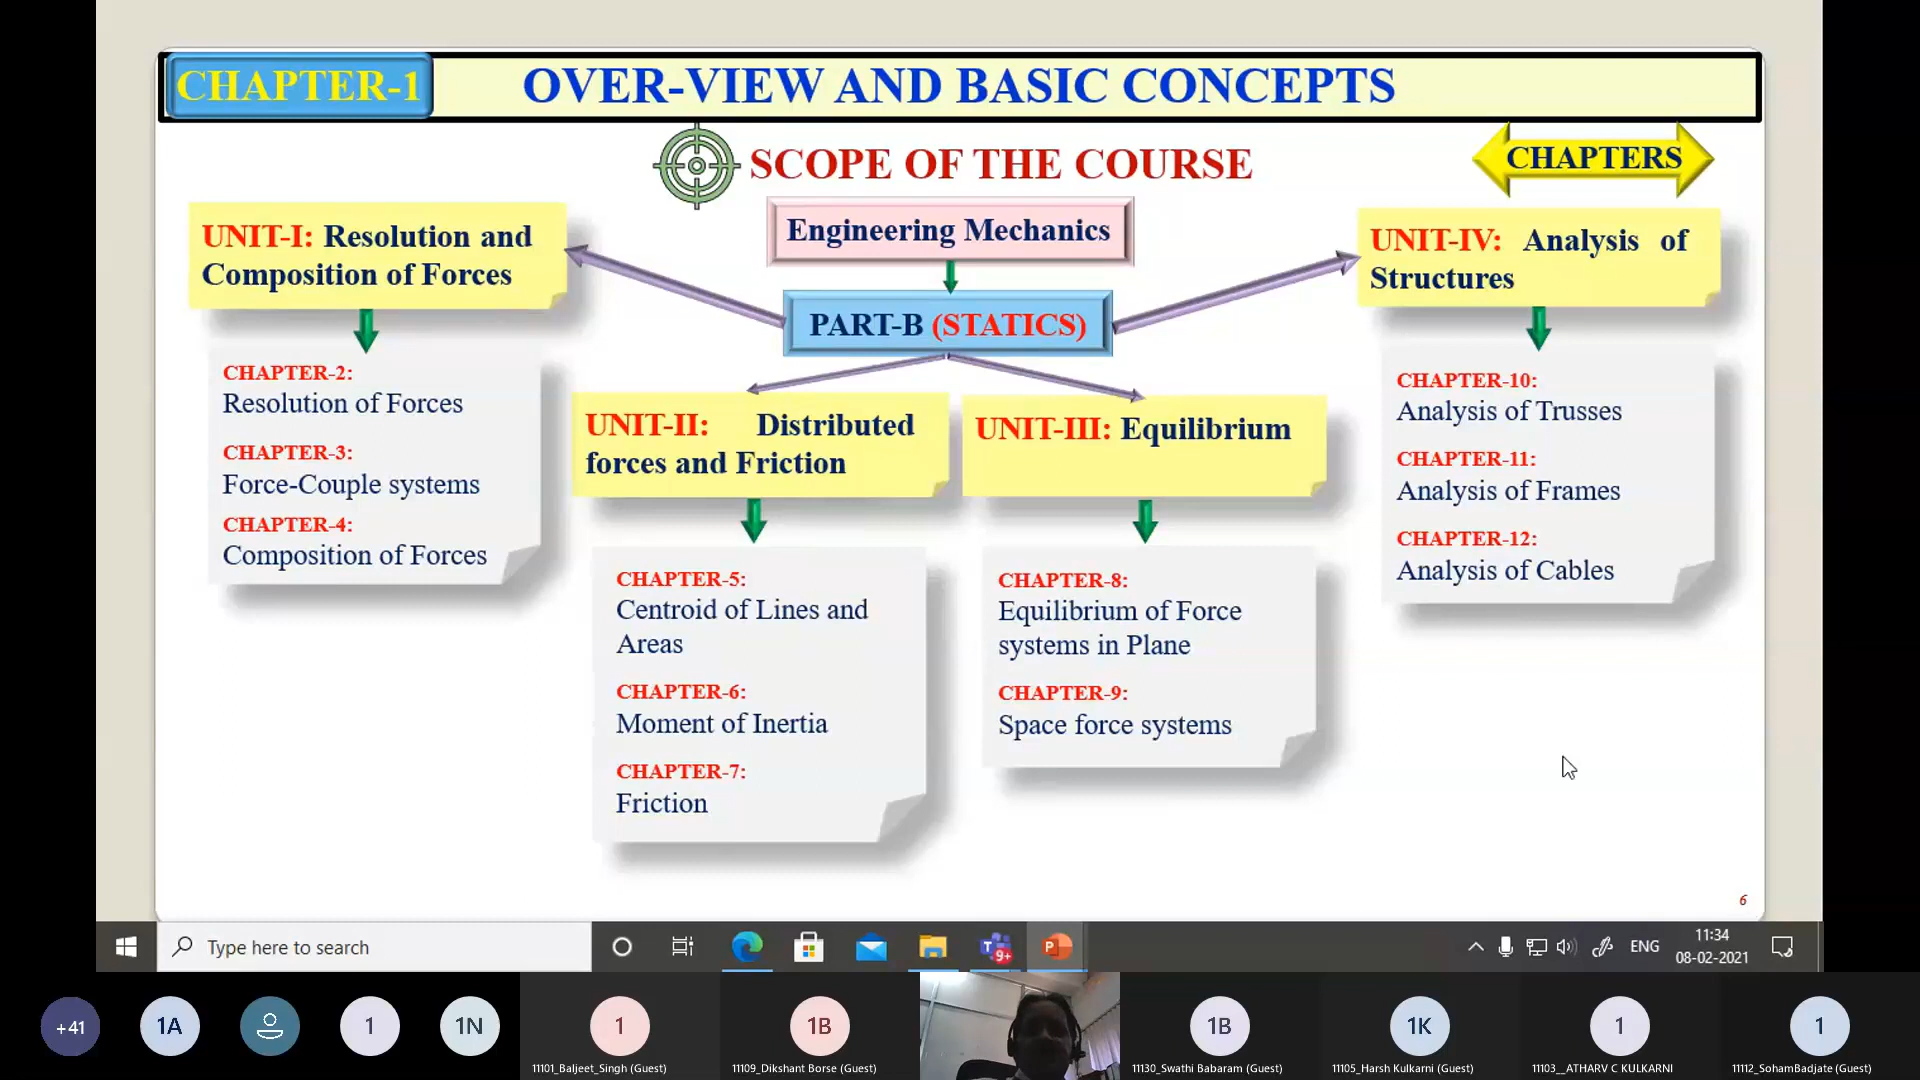 CHAPTER-1
OVER-VIEW AND BASIC CONCEPTS
SCOPE OF THE COURSE
CHAPTERS
Engineering Mechanics
PART-B (STATICS)
UNIT-I: Resolution and
Composition of Forces
CHAPTER-2:
Resolution of Forces
CHAPTER-3:
Force-Couple systems
CHAPTER-4:
Composition of Forces
UNIT-II: Distributed
forces and Friction
CHAPTER-5:
Centroid of Lines and
Areas
CHAPTER-6:
Moment of Inertia
CHAPTER-7:
Friction
UNIT-III: Equilibrium
CHAPTER-8:
Equilibrium of Force
systems in Plane
CHAPTER-9:
Space force systems
UNIT-IV: Analysis of
Structures
CHAPTER-10:
Analysis of Trusses
CHAPTER-11:
Analysis of Frames
CHAPTER-12:
Analysis of Cables
6
Type here to search
T
9+
P
ENG
11:34
08-02-2021
+41
1A
1
1N
1
11101_Baljeet_Singh (Guest)
1B
11109_Dikshant Borse (Guest)
1B
11130_Swathi Babaram (Guest)
1K
11105_Harsh Kulkarni (Guest)
1
11103__ATHARV C KULKARNI
1
11112_SohamBadjate (Guest)